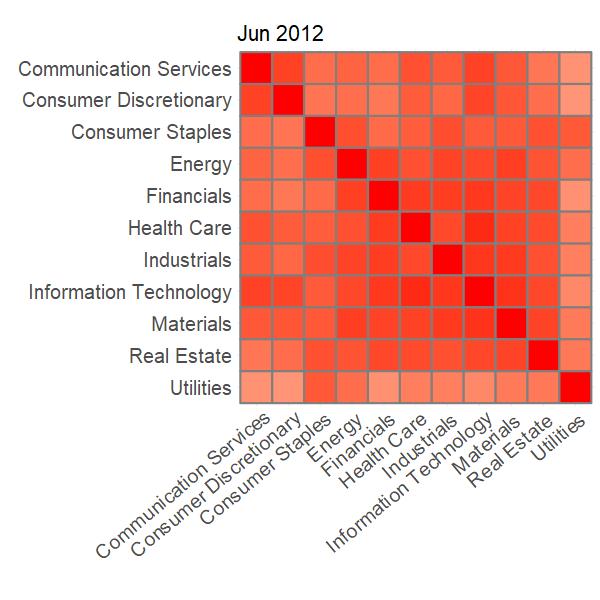 Jun 2012
Communication Services
Consumer Discretionary
Consumer Staples
Energy
Financials
Health Care
Industrials
Information Technology
Materials
Real Estate
Utilities
Communication Services
Consumer Discretionary
Consumer Staples
Energy
Financials
Health Care
Industrials
Information Technology
Materials
Real Estate
Utilities